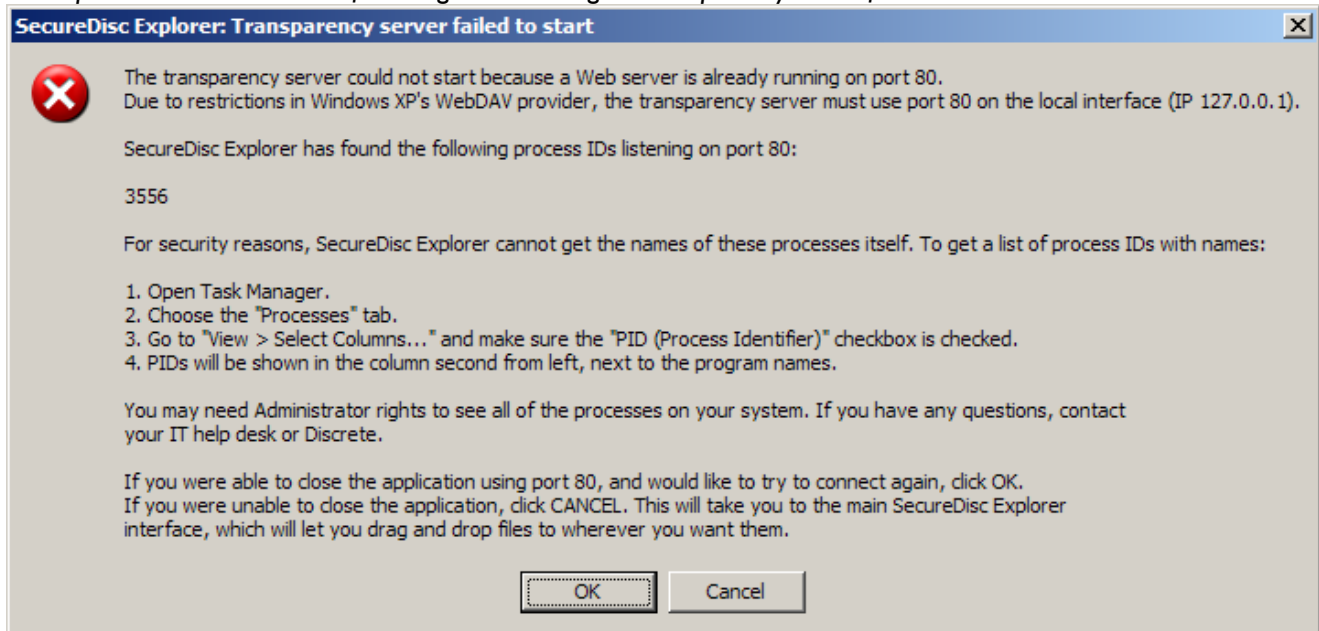 SecureDisc Explorer: Transparency server failed to start
The transparency server could not start because a Web server is already running on port 80.
Due to restrictions in Windows XP's WebDAV provider, the transparency server must use port 80 on the local interface (IP 127.0.0.1).
SecureDisc Explorer has found the following process IDs listening on port 80:
3556
For security reasons, SecureDisc Explorer cannot get the names of these processes itself. To get a list of process IDs with names:
1. Open Task Manager.
2. Choose the "Processes" tab.
3. Go to "View > Select Columns..." and make sure the "PID (Process Identifier)" checkbox is checked.
4. PIDs will be shown in the column second from left, next to the program names.
You may need Administrator rights to see all of the processes on your system. If you have any questions, contact
your IT help desk or Discrete.
If you were able to close the application using port 80, and would like to try to connect again, click OK.
If you were unable to close the application, click CANCEL. This will take you to the main SecureDisc Explorer
interface, which will let you drag and drop files to wherever you want them.
OK Cancel